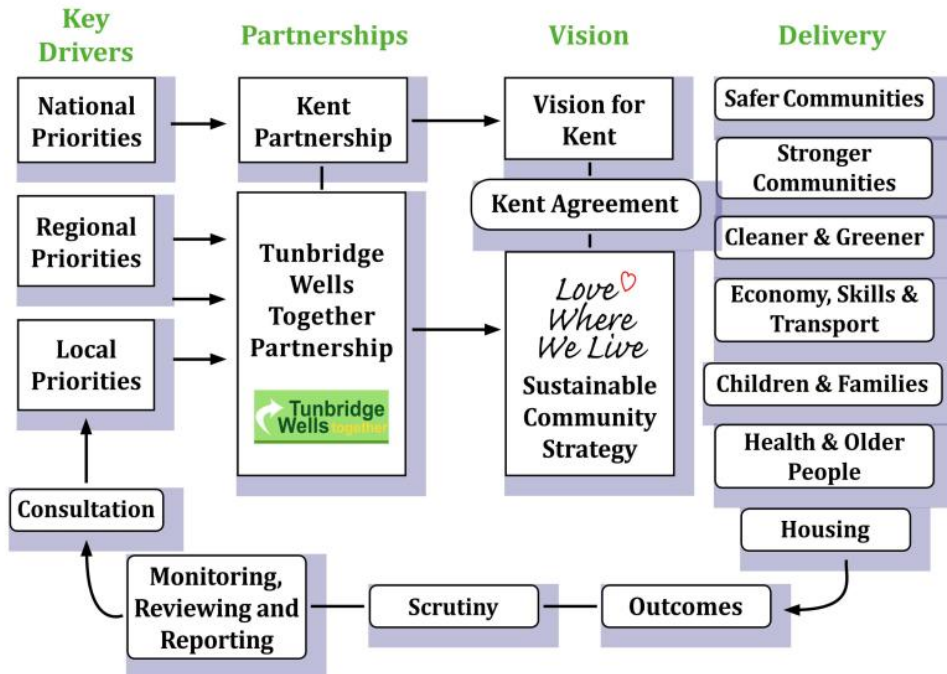 Key
Drivers
Partnerships
Vision
Delivery
National
Priorities
Kent
Partnership
Vision for
Kent
Safer Communities
Stronger
Communities
Kent Agreement
Regional
Priorities
Tunbridge
Wells
Together
Partnership
Tunbridge
Wells together
Love
Where
We Live
Sustainable
Community
Strategy
Cleaner & Greener
Economy, Skills &
Transport
Local
Priorities
Children & Families
Health & Older
People
Consultation
Housing
Monitoring,
Reviewing and
Reporting
Scrutiny
Outcomes